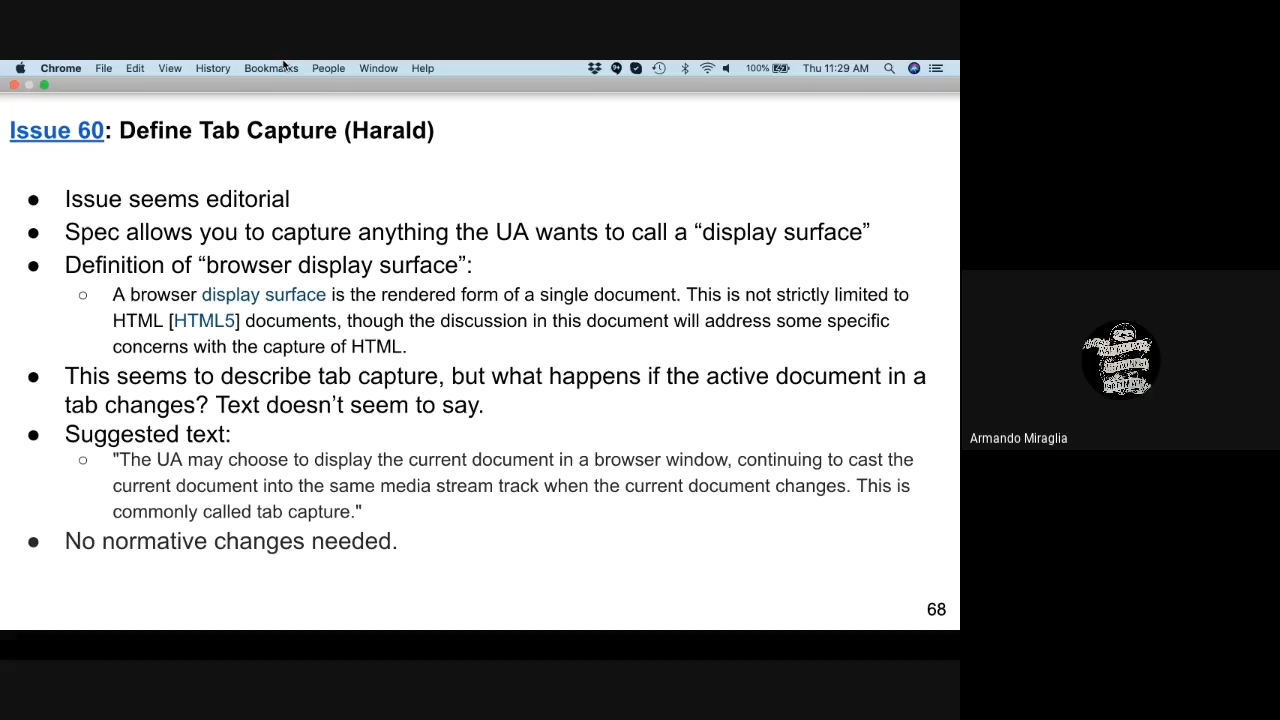 Chrome File Edit View History Bookmarks People Window Help 100% Thu 11:29 AM
Issue 60: Define Tab Capture (Harald)
● Issue seems editorial
● Spec allows you to capture anything the UA wants to call a “display surface”
● Definition of “browser display surface”:
○ A browser display surface is the rendered form of a single document. This is not strictly limited to
HTML [HTML5] documents, though the discussion in this document will address some specific
concerns with the capture of HTML.
● This seems to describe tab capture, but what happens if the active document in a
tab changes? Text doesn’t seem to say.
● Suggested text:
○ "The UA may choose to display the current document in a browser window, continuing to cast the
current document into the same media stream track when the current document changes. This is
commonly called tab capture."
● No normative changes needed.
68
Armando Miraglia